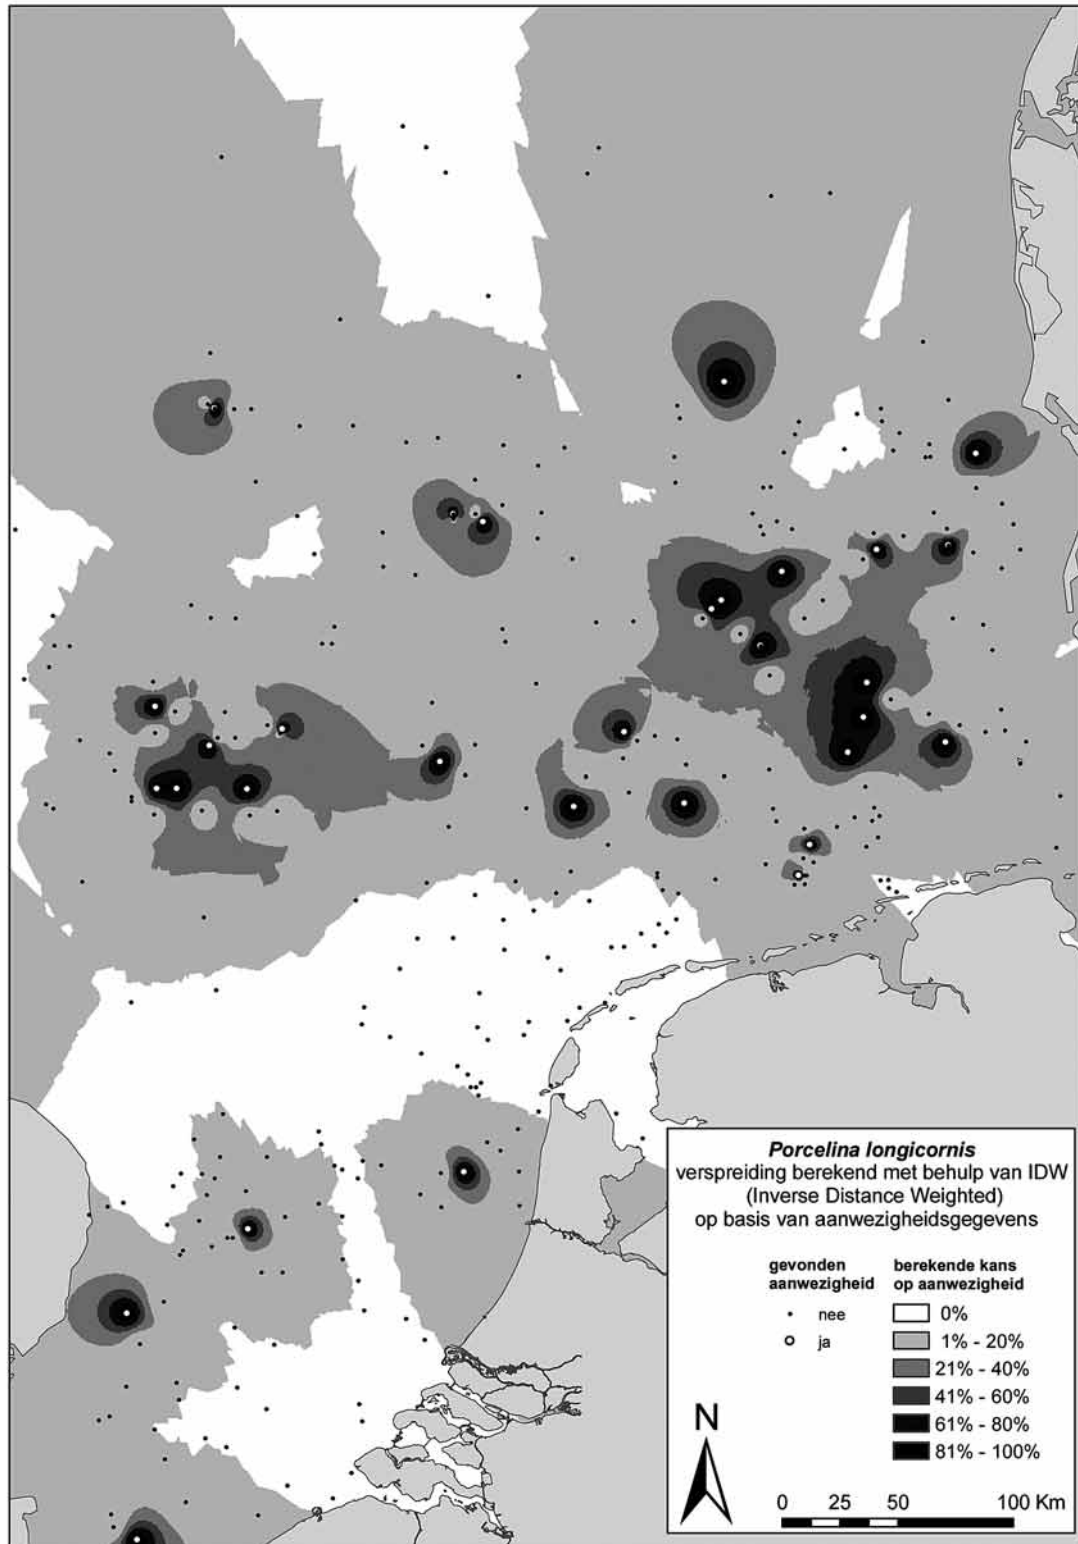 Porcelina longicornis
verspreiding berekend met behulp van IDW
(Inverse Distance Weighted)
op basis van aanwezigheidsgegevens
gevonden
aanwezigheid
nee
ja
berekende kans
op aanwezigheid
0%
1% - 20%
21% - 40%
41% - 60%
61% - 80%
81% - 100%
N
0 25 50 100 Km